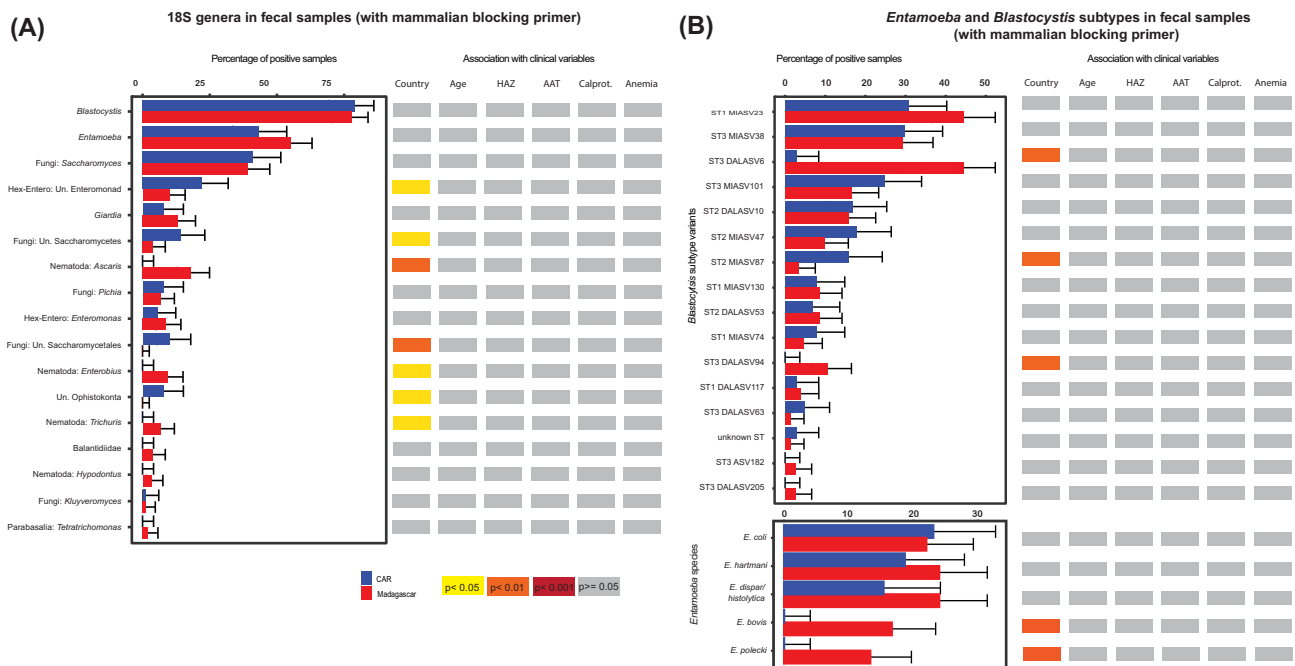 (A)
18S genera in fecal samples (with mammalian blocking primer)
Percentage of positive samples
Association with clinical variables
0 25 50 75
Country Age HAZ AAT Calprot. Anemia
Blastocystis
Entamoeba
Fungi: Saccharomyces
Hex-Entero: Un. Enteromonad
Giardia
Fungi: Un. Saccharomycetes
Nematoda: Ascaris
Fungi: Pichia
Hex-Entero: Enteromonas
Fungi: Un. Saccharomycetales
Nematoda: Enterobius
Un. Ophistokonta
Nematoda: Trichuris
Balantidiidae
Nematoda: Hypodontus
Fungi: Kluyveromyces
Parabasalia: Tetratrichomonas
CAR
Madagascar
p< 0.05 p< 0.01 p< 0.001 p>= 0.05
(B)
Entamoeba and Blastocystis subtypes in fecal samples
(with mammalian blocking primer)
Percentage of positive samples
Association with clinical variables
0 10 20 30 40 50
Country Age HAZ AAT Calprot. Anemia
Blastocytsis subtype variants
ST1 MIASV23
ST3 MIASV38
ST3 DALASV6
ST3 MIASV101
ST2 DALASV10
ST2 MIASV47
ST2 MIASV87
ST1 MIASV130
ST2 DALASV53
ST1 MIASV74
ST3 DALASV94
ST1 DALASV117
ST3 DALASV63
unknown ST
ST3 ASV182
ST3 DALASV205
0 10 20 30
Entamoeba species
E. coli
E. hartmani
E. dispar/
histolytica
E. bovis
E. polecki